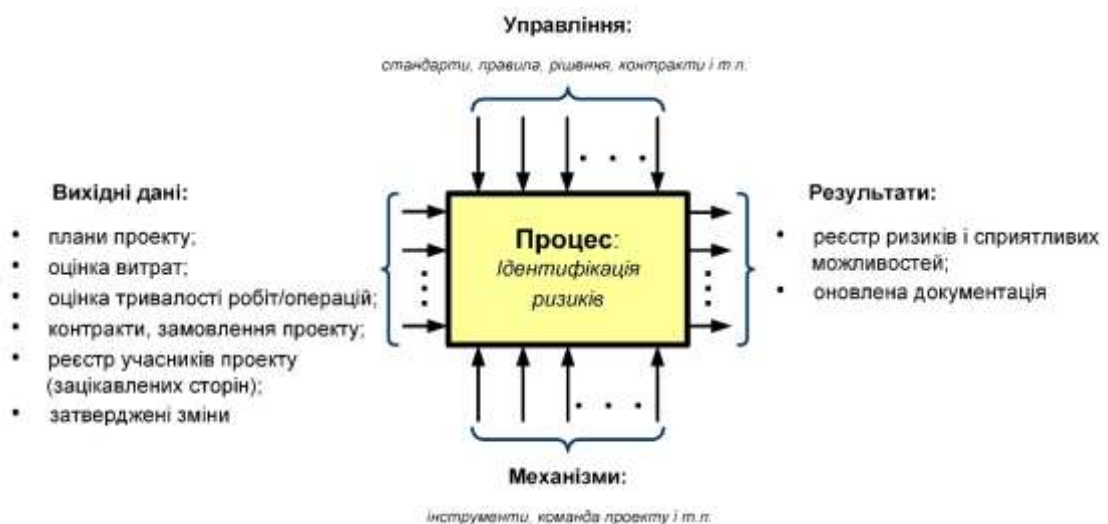 Управління:
стандарти, правила, рішення, контракти і т.п.
Вихідні дані:
• плани проекту;
• оцінка витрат;
• оцінка тривалості робіт/операцій;
• контракти, замовлення проекту;
• реєстр учасників проекту
(зацікавлених сторін);
• затверджені зміни
Процес:
Ідентифікація
ризиків
Результати:
• реєстр ризиків і сприятливих
можливостей;
• оновлена документація
Механізми:
інструменти, команда проекту і т.п.